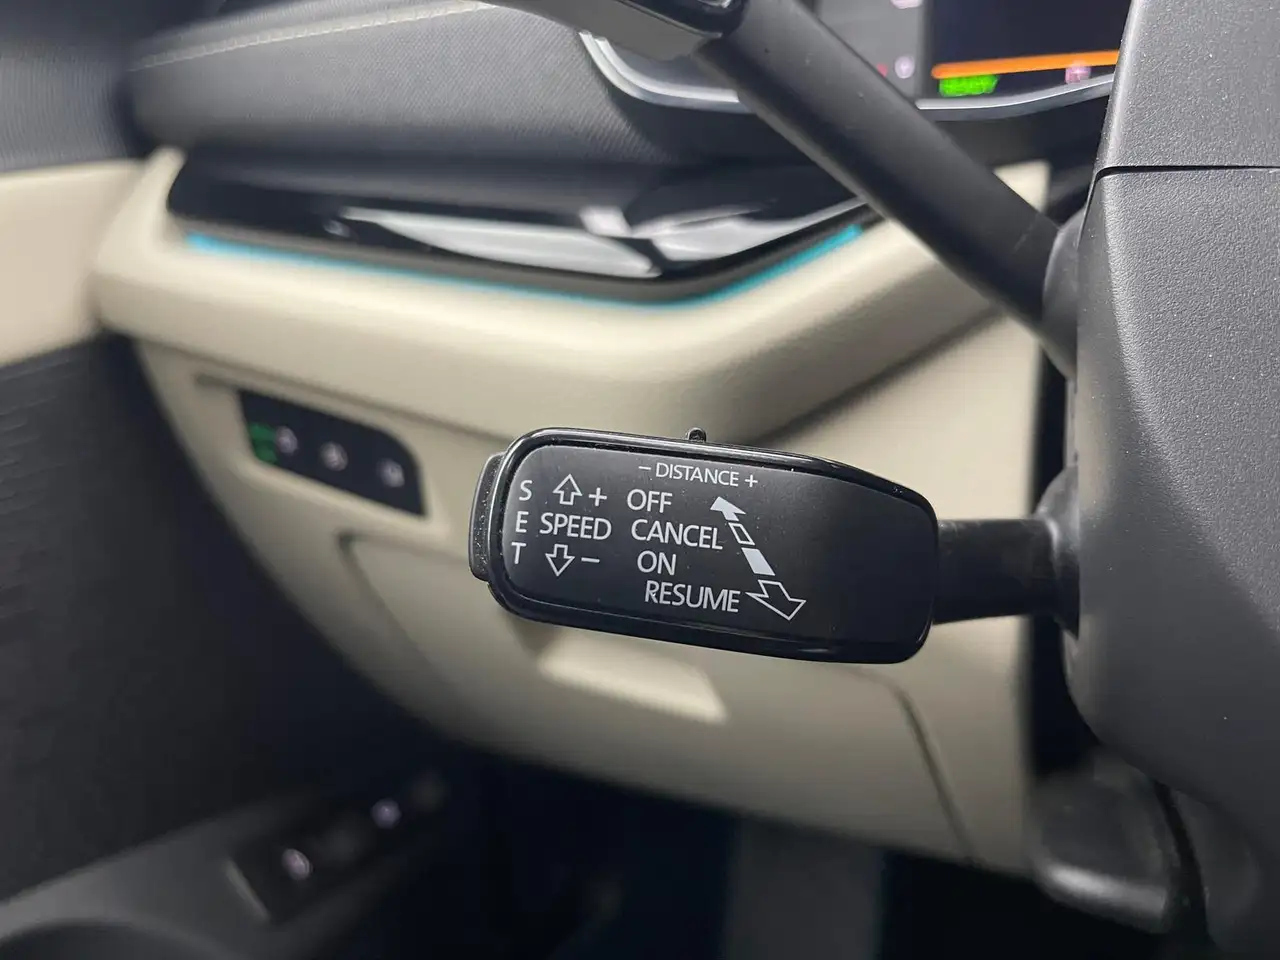 - DISTANCE +
S + OFF
E SPEED CANCEL
T - ON
RESUME